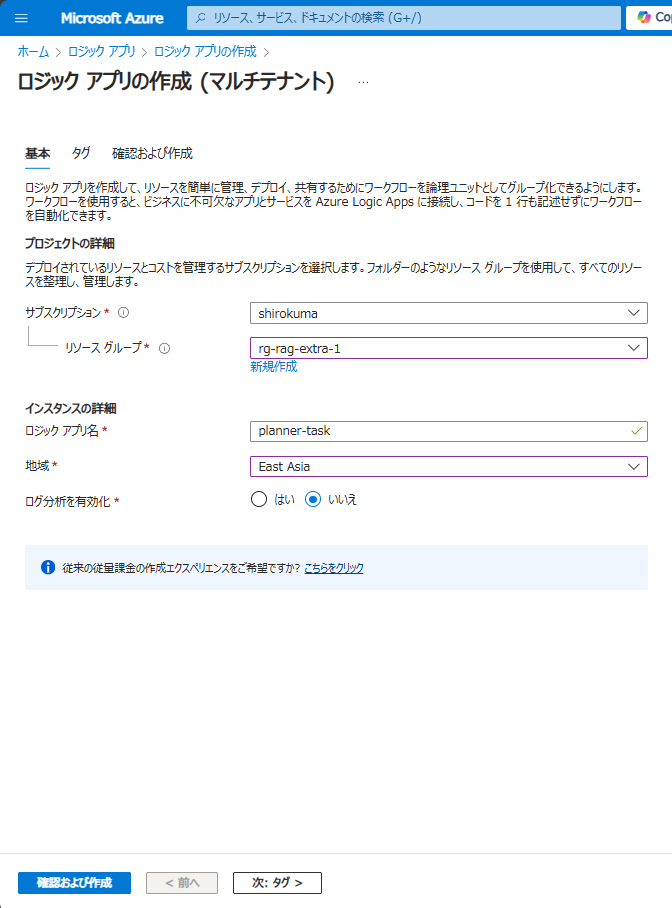 Microsoft Azure
リソース、サービス、ドキュメントの検索 (G+/)
ホーム > ロジック アプリ > ロジック アプリの作成 >
ロジック アプリの作成 (マルチテナント) …
基本 タグ 確認および作成
ロジック アプリを作成して、リソースを簡単に管理、デプロイ、共有するためにワークフローを論理ユニットとしてグループ化できるようにします。
ワークフローを使用すると、ビジネスに不可欠なアプリとサービスを Azure Logic Apps に接続し、コードを 1 行も記述せずにワークフロー
を自動化できます。
プロジェクトの詳細
デプロイされているリソースとコストを管理するサブスクリプションを選択します。フォルダーのようなリソース グループを使用して、すべてのリソー
スを整理し、管理します。
サブスクリプション * shirokuma
リソース グループ * rg-rag-extra-1
新規作成
インスタンスの詳細
ロジック アプリ名 * planner-task
地域 * East Asia
ログ分析を有効化 * はい いいえ
従来の従量課金の作成エクスペリエンスをご希望ですか? こちらをクリック
確認および作成 < 前へ 次: タグ >